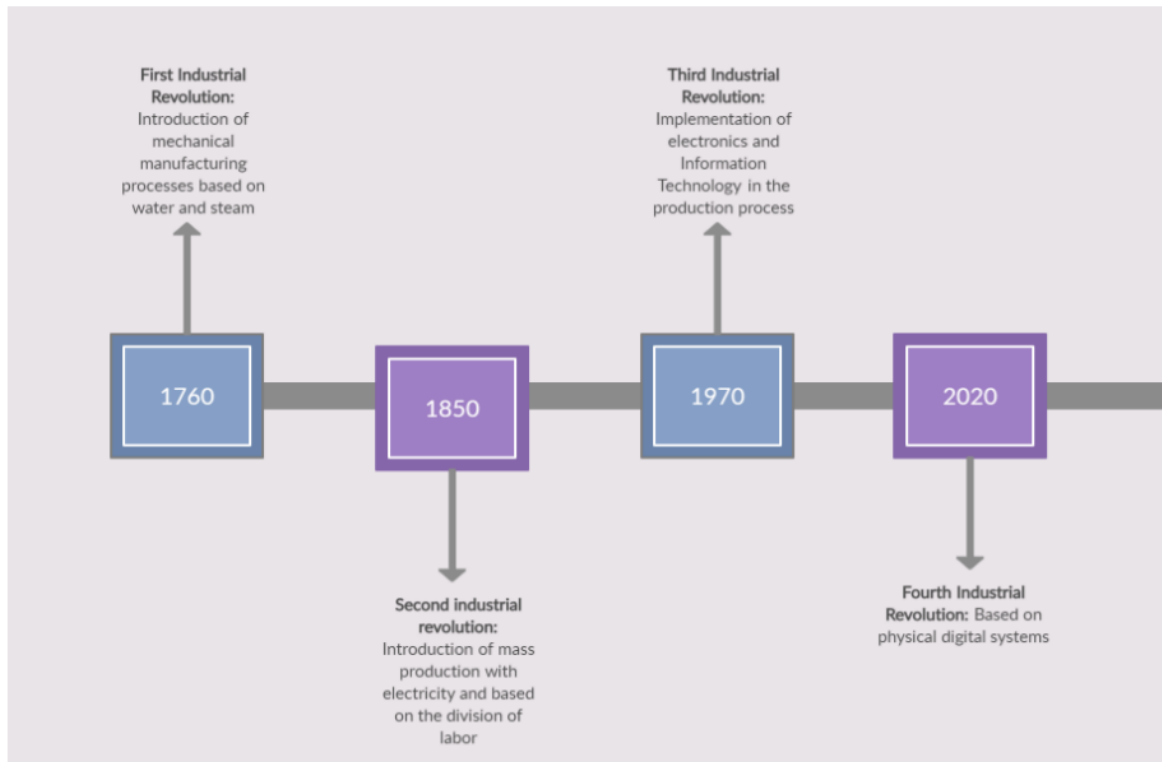 First Industrial
Revolution:
Introduction of
mechanical
manufacturing
processes based on
water and steam
1760
1850
Second industrial
revolution:
Introduction of mass
production with
electricity and based
on the division of
labor
Third Industrial
Revolution:
Implementation of
electronics and
Information
Technology in the
production process
1970
2020
Fourth Industrial
Revolution: Based on
physical digital systems